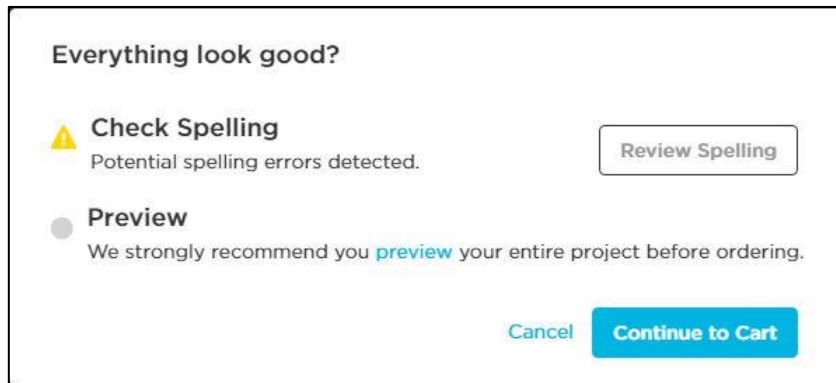 Everything look good?
Check Spelling
Potential spelling errors detected.
Review Spelling
Preview
We strongly recommend you preview your entire project before ordering.
Cancel
Continue to Cart